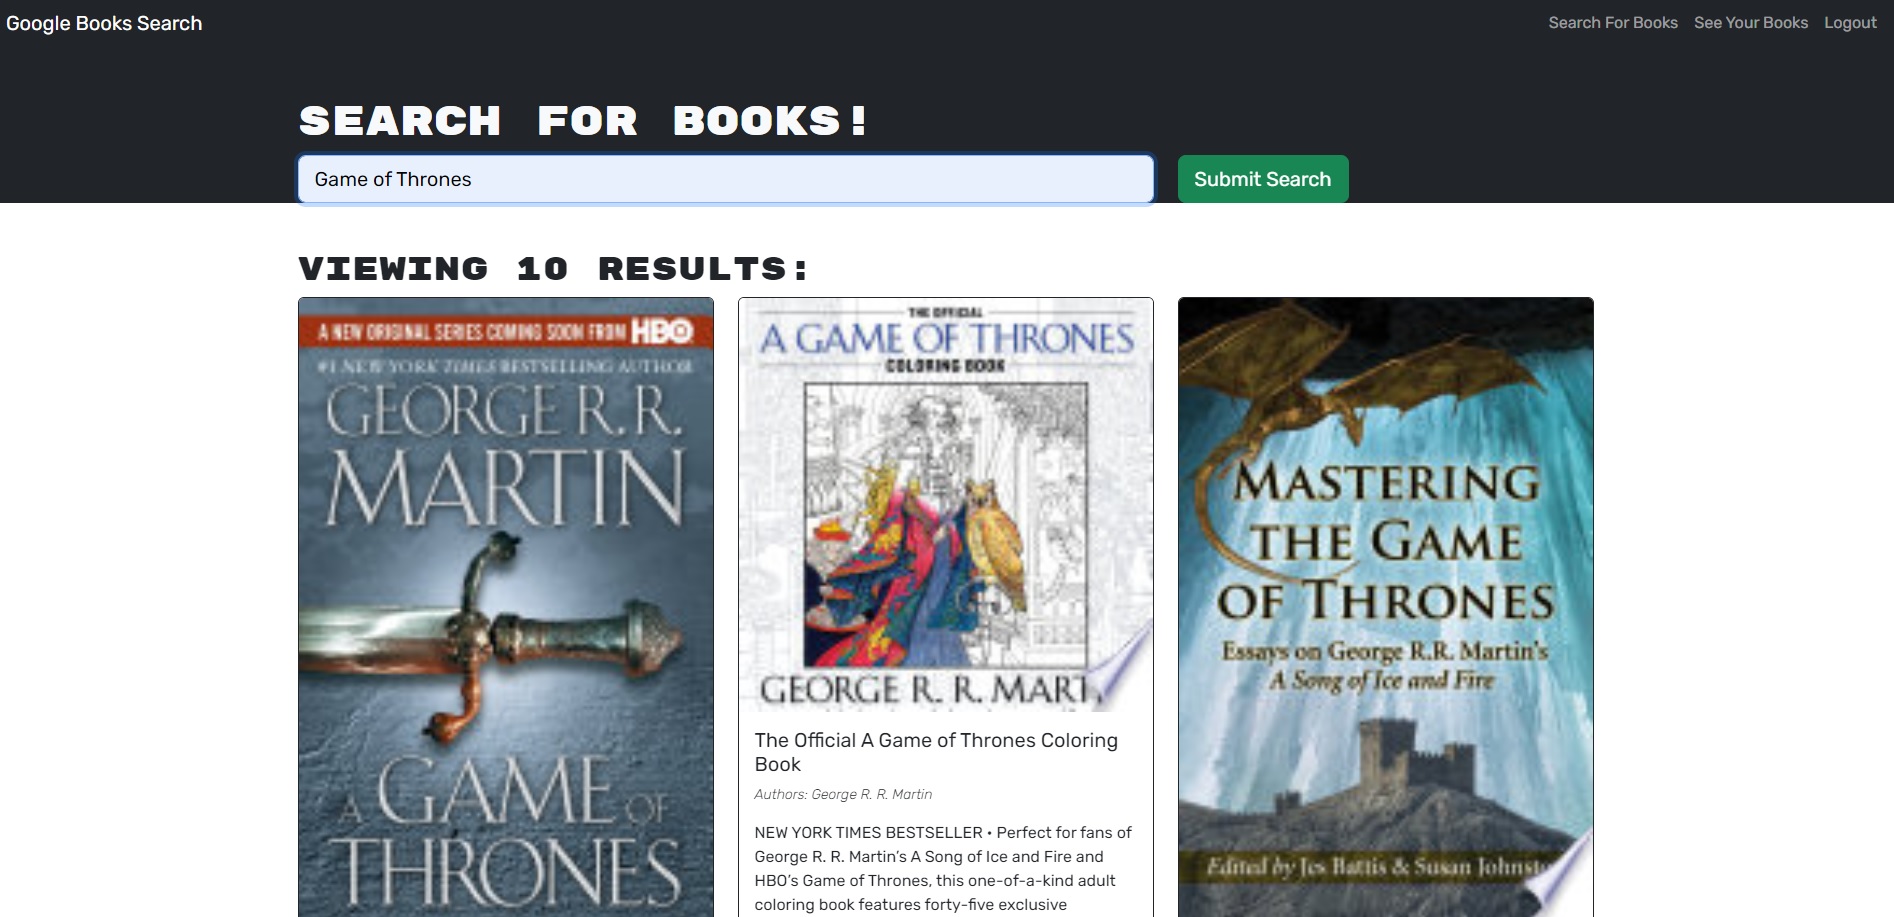 Google Books Search
Search For Books See Your Books Logout
SEARCH FOR BOOKS!
Game of Thrones
Submit Search
VIEWING 10 RESULTS:
A NEW ORIGINAL SERIES COMING SOON FROM HBO
#1 NEW YORK TIMES BESTSELLING AUTHOR
GEORGE R. R.
MARTIN
A GAME OF
THRONES
THE OFFICIAL
A GAME OF THRONES
COLORING BOOK
GEORGE R. R.
The Official A Game of Thrones Coloring
Book
Authors: George R. R. Martin
NEW YORK TIMES BESTSELLER • Perfect for fans of
George R. R. Martin’s A Song of Ice and Fire and
HBO’s Game of Thrones, this one-of-a-kind adult
coloring book features forty-five exclusive
MASTERING
THE GAME
OF THRONES
Essays on George R.R. Martin's
A Song of Ice and Fire
Edited by Jes Battis & Susan